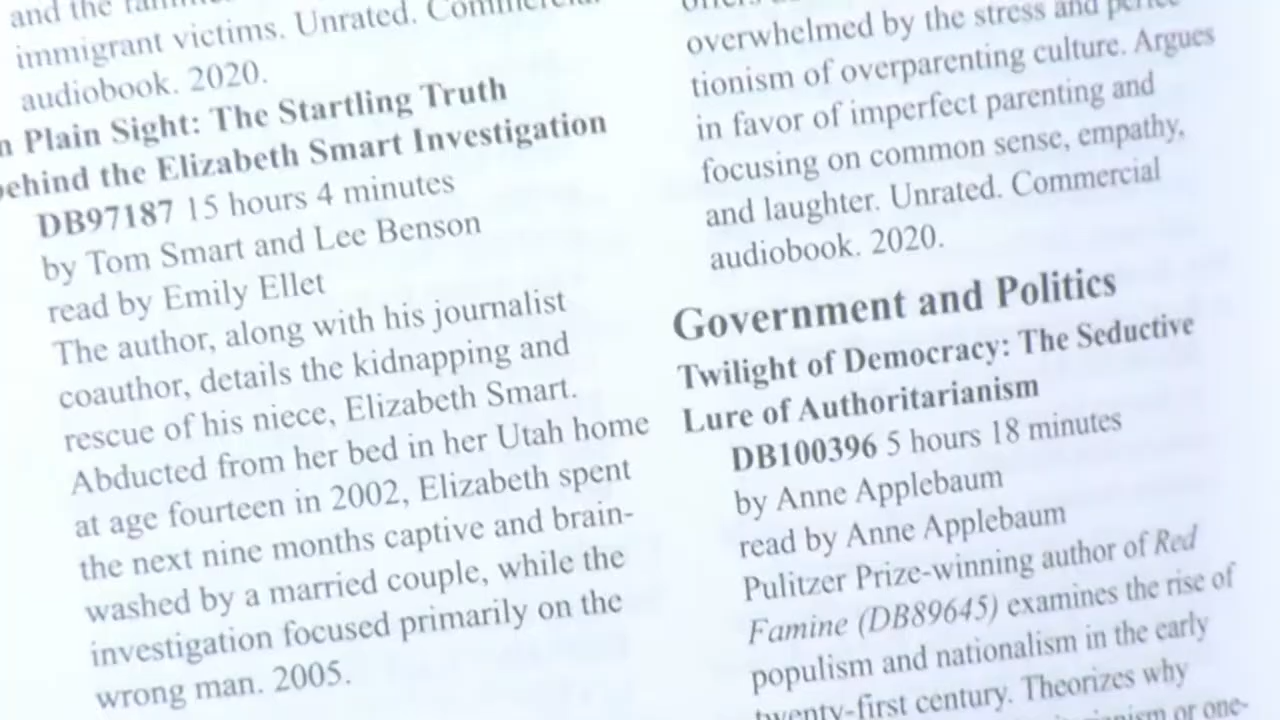 and the
immigrant victims. Unrated. Commercial
audiobook. 2020.
n Plain Sight: The Startling Truth
behind the Elizabeth Smart Investigation
DB97187 15 hours 4 minutes
by Tom Smart and Lee Benson
read by Emily Ellet
The author, along with his journalist
coauthor, details the kidnapping and
rescue of his niece, Elizabeth Smart.
Abducted from her bed in her Utah home
at age fourteen in 2002, Elizabeth spent
the next nine months captive and brain-
washed by a married couple, while the
investigation focused primarily on the
wrong man. 2005.
overwhelmed by the stress and perfec-
tionism of overparenting culture. Argues
in favor of imperfect parenting and
focusing on common sense, empathy,
and laughter. Unrated. Commercial
audiobook. 2020.
Government and Politics
Twilight of Democracy: The Seductive
Lure of Authoritarianism
DB100396 5 hours 18 minutes
by Anne Applebaum
read by Anne Applebaum
Pulitzer Prize-winning author of Red
Famine (DB89645) examines the rise of
populism and nationalism in the early
twenty-first century. Theorizes why
or one-